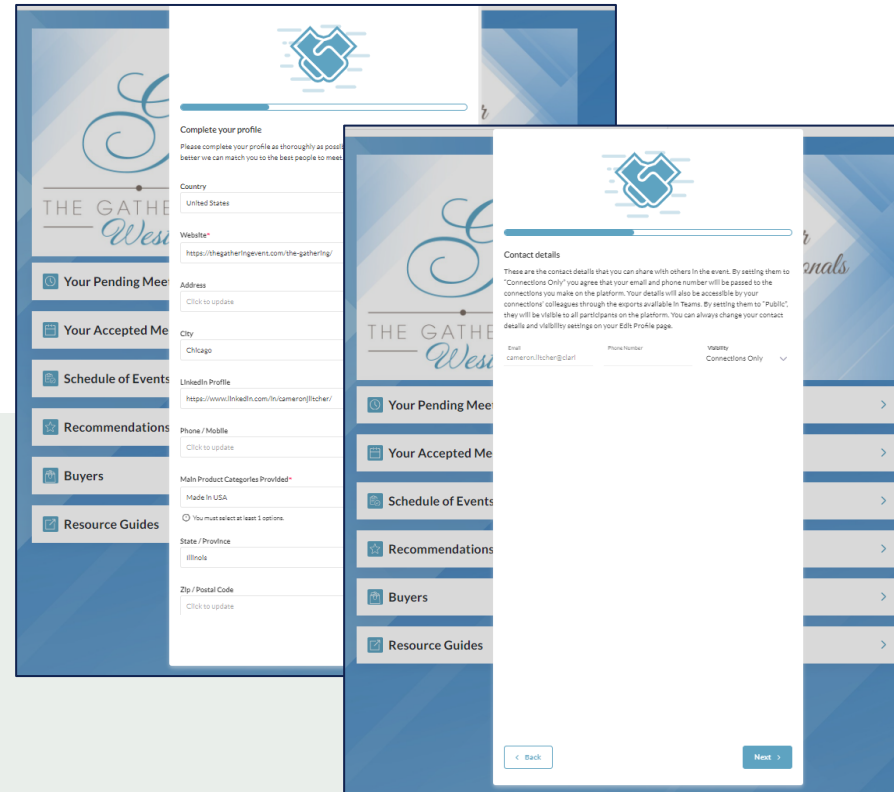 THE GATHE
West
Your Pending Meet
Your Accepted Me
Schedule of Events
Recommendations
Buyers
Resource Guides
Complete your profile
Please complete your profile as thoroughly as possib
better we can match you to the best people to meet.
Country
United States
Website*
https://thegatheringevent.com/the-gathering/
Address
Click to update
City
Chicago
LinkedIn Profile
https://www.linkedin.com/in/cameronjlitcher/
Phone / Mobile
Click to update
Main Product Categories Provided*
Made in USA
You must select at least 1 options.
State / Province
Illinois
Zip / Postal Code
Click to update
THE GATHE
West
onals
Your Pending Meet
Your Accepted Me
Schedule of Events
Recommendations
Buyers
Resource Guides
Contact details
These are the contact details that you can share with others in the event. By setting them to
"Connections Only" you agree that your email and phone number will be passed to the
connections you make on the platform. Your details will also be accessible by your
connections' colleagues through the exports available in Teams. By setting them to "Public",
they will be visible to all participants on the platform. You can always change your contact
details and visibility settings on your Edit Profile page.
Email
Phone Number
Visibility
cameron.litcher@clari
Connections Only
Back
Next